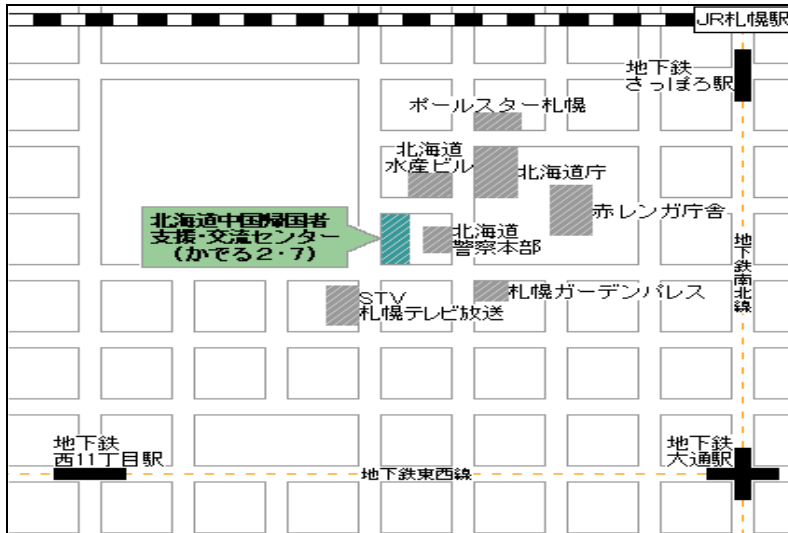 JR札幌駅
地下鉄
さっぽろ駅
ポールスター札幌
北海道
水産ビル
北海道庁
赤レンガ庁舎
北海道中国帰国者
支援・交流センター
(かでる2・7)
北海道
警察本部
地下鉄南北線
STV
札幌テレビ放送
札幌ガーデンパレス
地下鉄
西11丁目駅
地下鉄東西線
地下鉄
大通駅